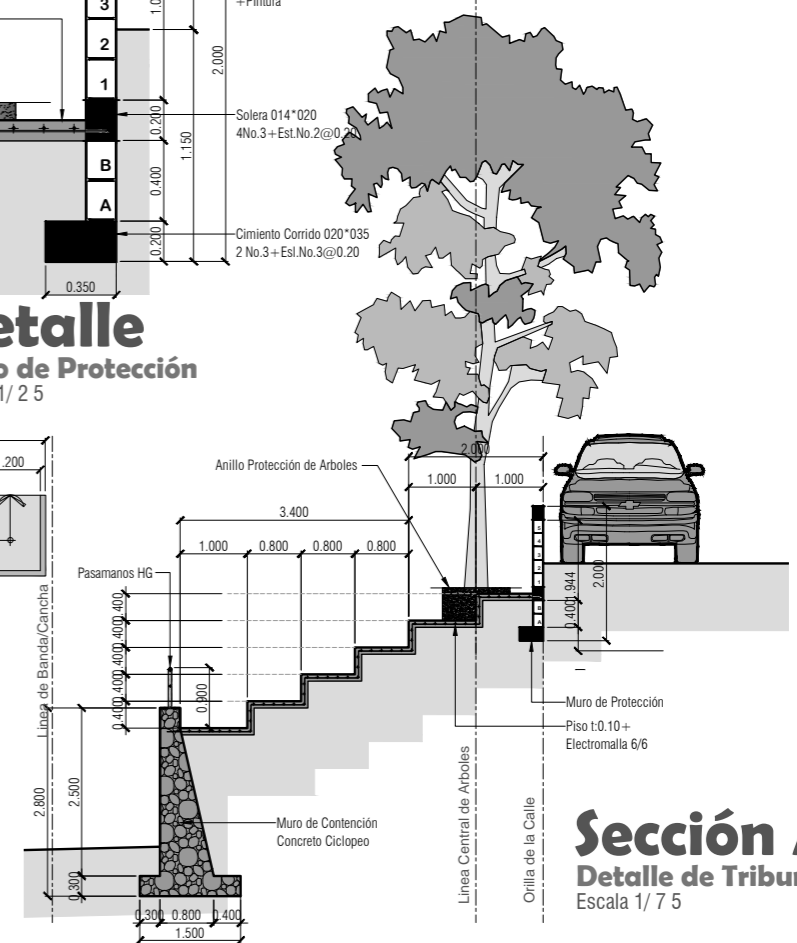 +Pintura
3
2
1
B
A
1.0
2.000
0.200
1.150
0.400
0.200
0.350
Solera 014*020
4No.3+Est.No.2@0.20
Cimiento Corrido 020*035
2 No.3+Esl.No.3@0.20
etalle
o de Protección
1/ 2 5
.200
Anillo Protección de Arboles
2.000
1.000 1.000
3.400
1.000 0.800 0.800 0.800
Pasamanos HG
0.400
0.400
0.400
0.400
0.400
0.900
5
4
3
2
1
B
A
1.944
0.400
2.000
Linea de Banda/Cancha
2.800
2.500
0.300
Muro de Protección
Piso t:0.10+
Electromalla 6/6
Muro de Contención
Concreto Ciclopeo
Linea Central de Arboles
Orilla de la Calle
0.300 0.800 0.400
1.500
Sección
Detalle de Tribu
Escala 1/ 7 5